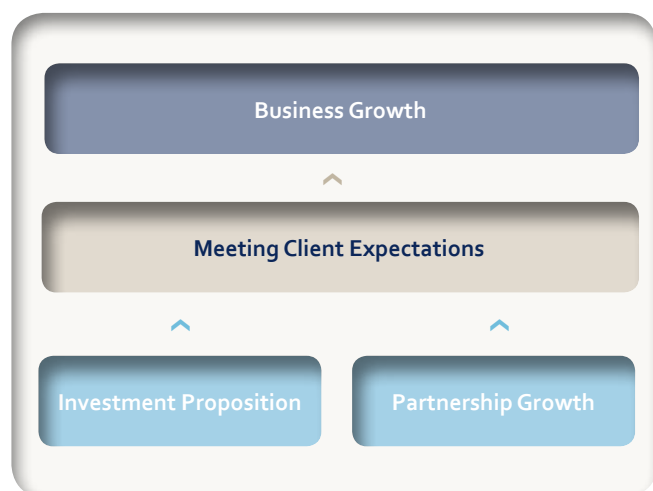 Business Growth
Meeting Client Expectations
Investment Proposition
Partnership Growth